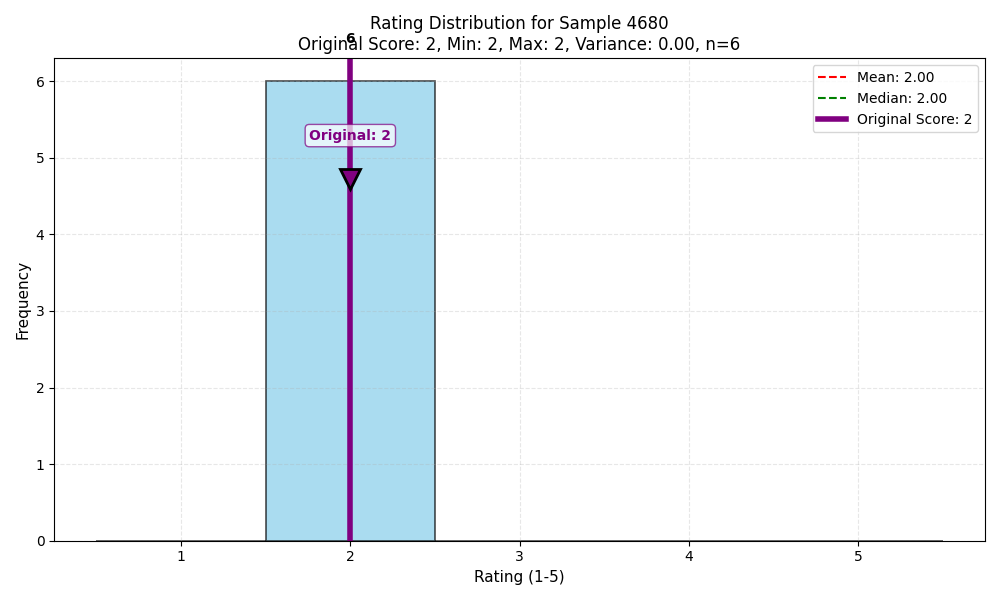 Rating Distribution for Sample 4680
Original Score: 2, Min: 2, Max: 2, Variance: 0.00, n=6
6
Mean: 2.00
Median: 2.00
Original Score: 2
Original: 2
Frequency
6
5
4
3
2
1
0
1 2 3 4 5
Rating (1-5)